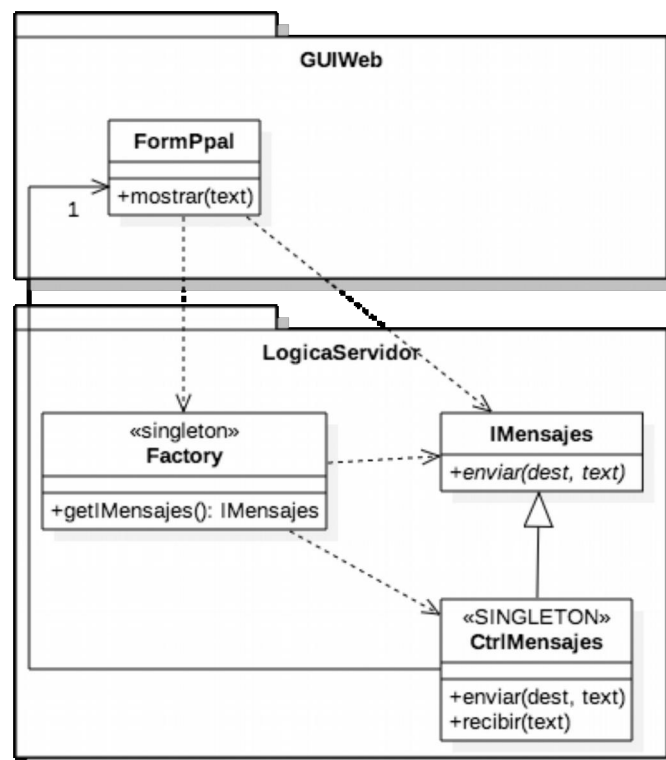 GUIWeb
FormPpal
+mostrar(text)
1
LogicaServidor
«singleton»
Factory
+getIMensajes(): IMensajes
IMensajes
+enviar(dest, text)
«SINGLETON»
CtrlMensajes
+enviar(dest, text)
+recibir(text)